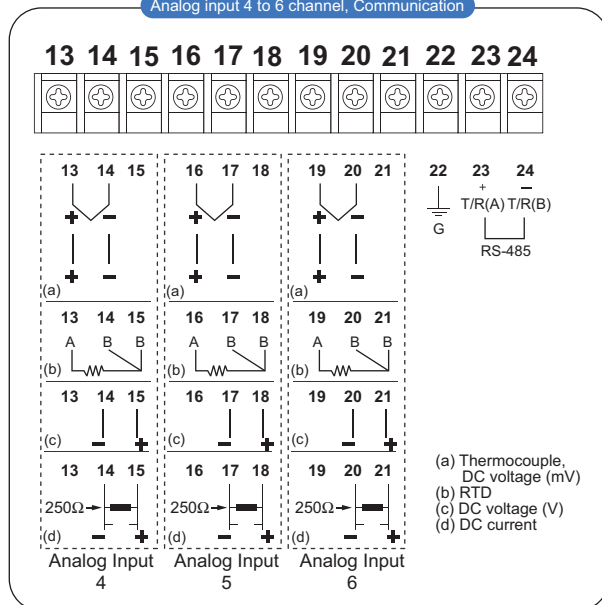 Analog input 4 to 6 channel, Communication
13 14 15 16 17 18 19 20 21 22 23 24
13 14 15 16 17 18 19 20 21 22 23 24
+ −
T/R(A) T/R(B)
G
RS-485
+ − + − + −
+ − + − + −
(a) (a) (a)
13 14 15 16 17 18 19 20 21
A B B A B B A B B
(b) (b) (b)
13 14 15 16 17 18 19 20 21
(c) − + (c) − + (c) − +
13 14 15 16 17 18 19 20 21
250Ω 250Ω 250Ω
(d) − + (d) − + (d) − +
(a) Thermocouple,
DC voltage (mV)
(b) RTD
(c) DC voltage (V)
(d) DC current
Analog Input Analog Input Analog Input
4 5 6